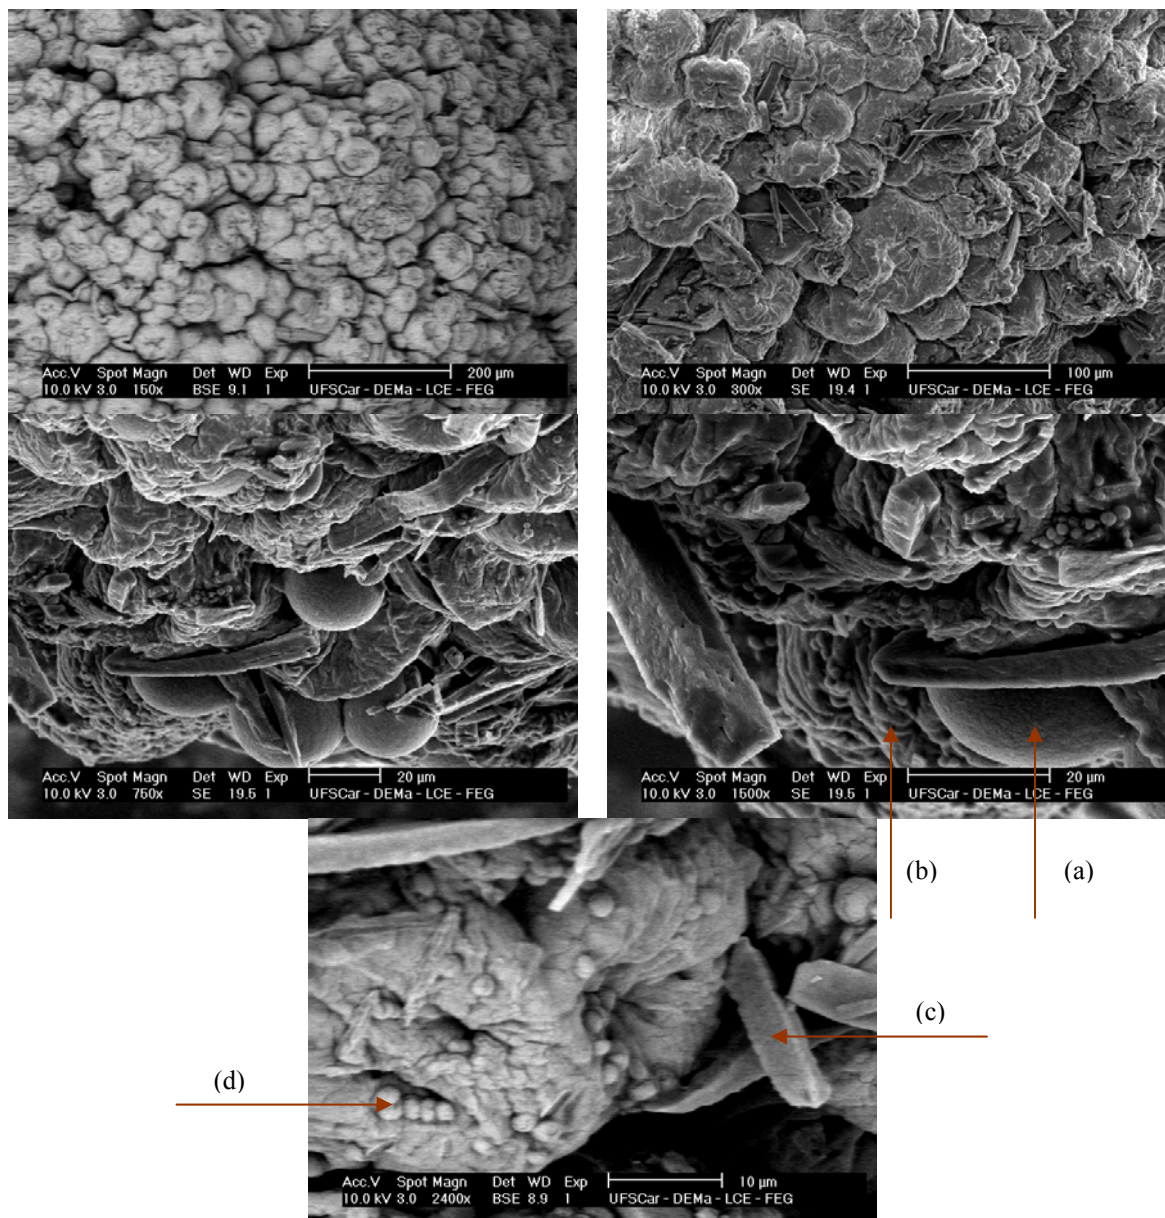 Acc.V Spot Magn Det WD Exp 200 µm
10.0 kV 3.0 150x BSE 9.1 1 UFSCar - DEMa - LCE - FEG
Acc.V Spot Magn Det WD Exp 100 µm
10.0 kV 3.0 300x SE 19.4 1 UFSCar - DEMa - LCE - FEG
Acc.V Spot Magn Det WD Exp 20 µm
10.0 kV 3.0 750x SE 19.5 1 UFSCar - DEMa - LCE - FEG
Acc.V Spot Magn Det WD Exp 20 µm
10.0 kV 3.0 1500x SE 19.5 1 UFSCar - DEMa - LCE - FEG
(b) (a)
(c)
(d)
Acc.V Spot Magn Det WD Exp 10 µm
10.0 kV 3.0 2400x BSE 8.9 1 UFSCar - DEMa - LCE - FEG